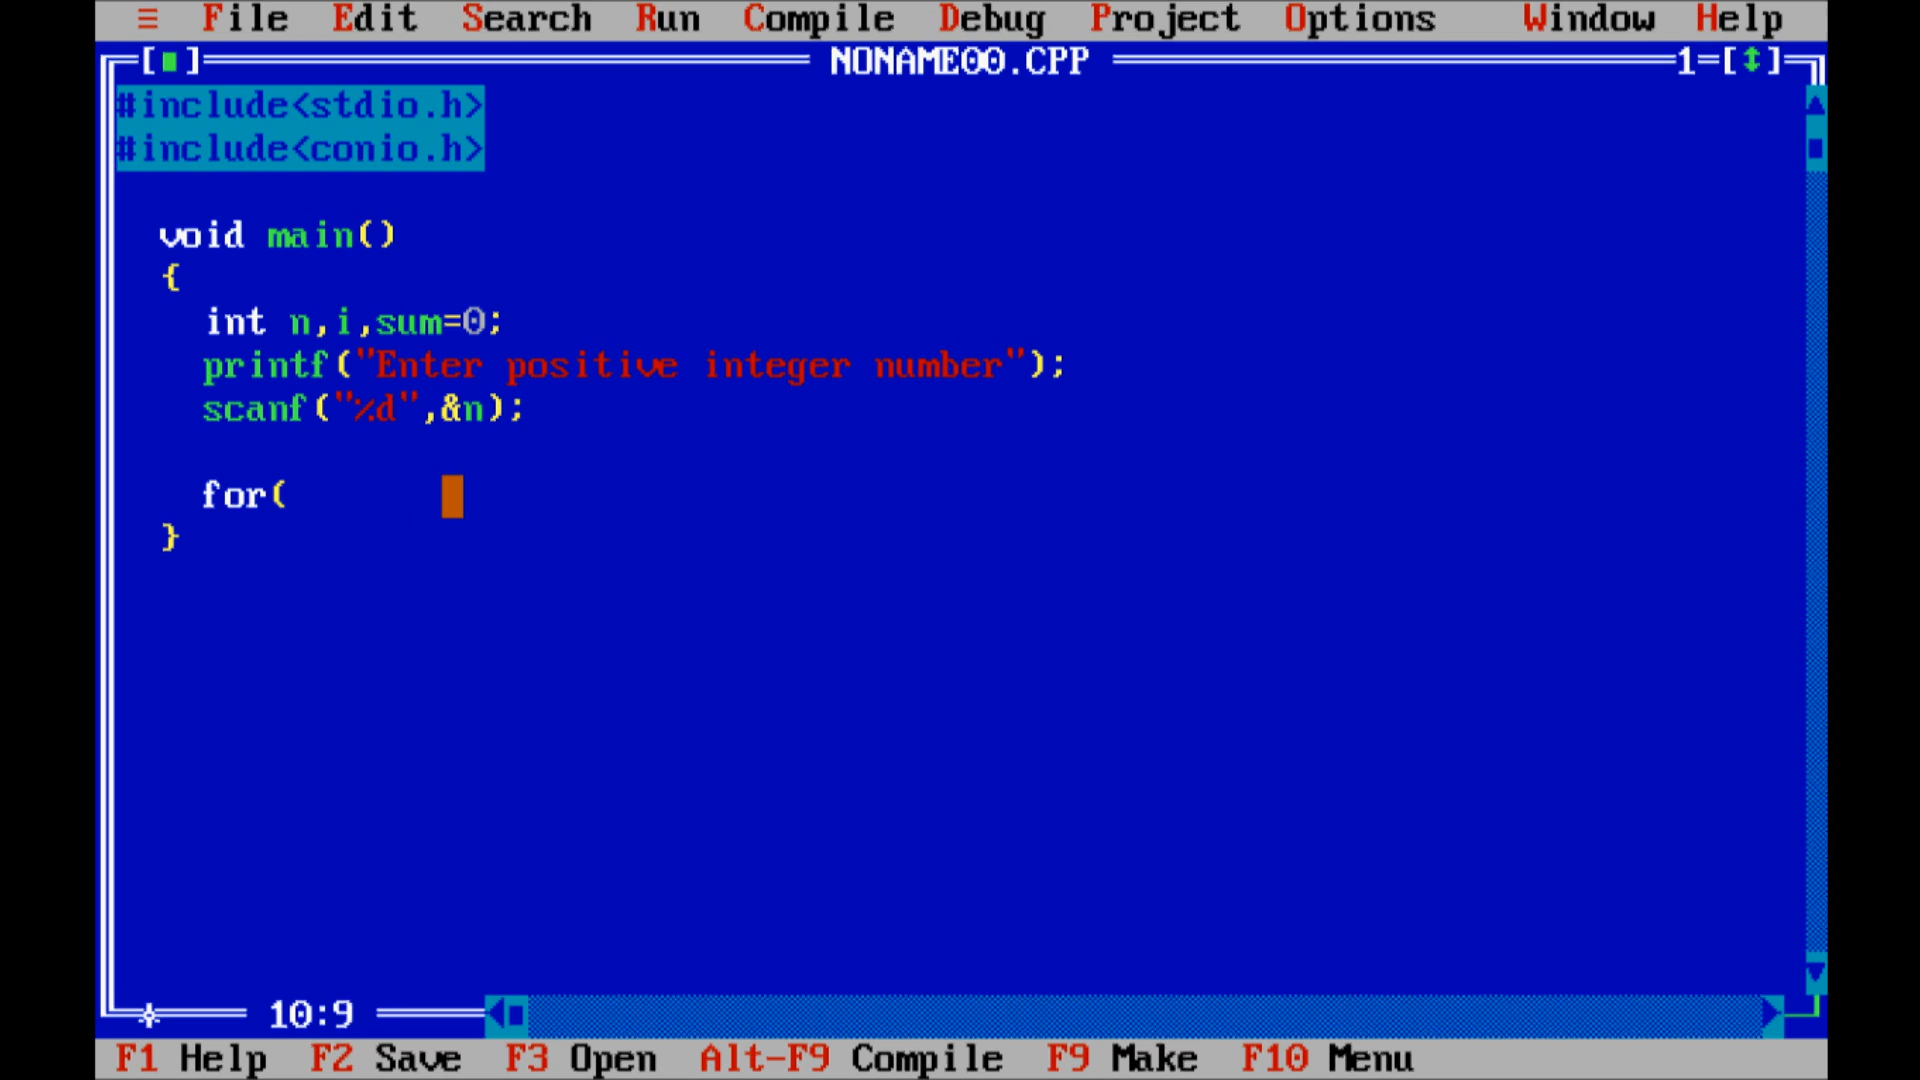 ≡ File Edit Search Run Compile Debug Project Options Window Help
[■] NONAME00.CPP 1=[↕]
#include<stdio.h>
#include<conio.h>
void main()
{
int n,i,sum=0;
printf("Enter positive integer number");
scanf("%d",&n);
for(
}
10:9
F1 Help F2 Save F3 Open Alt-F9 Compile F9 Make F10 Menu